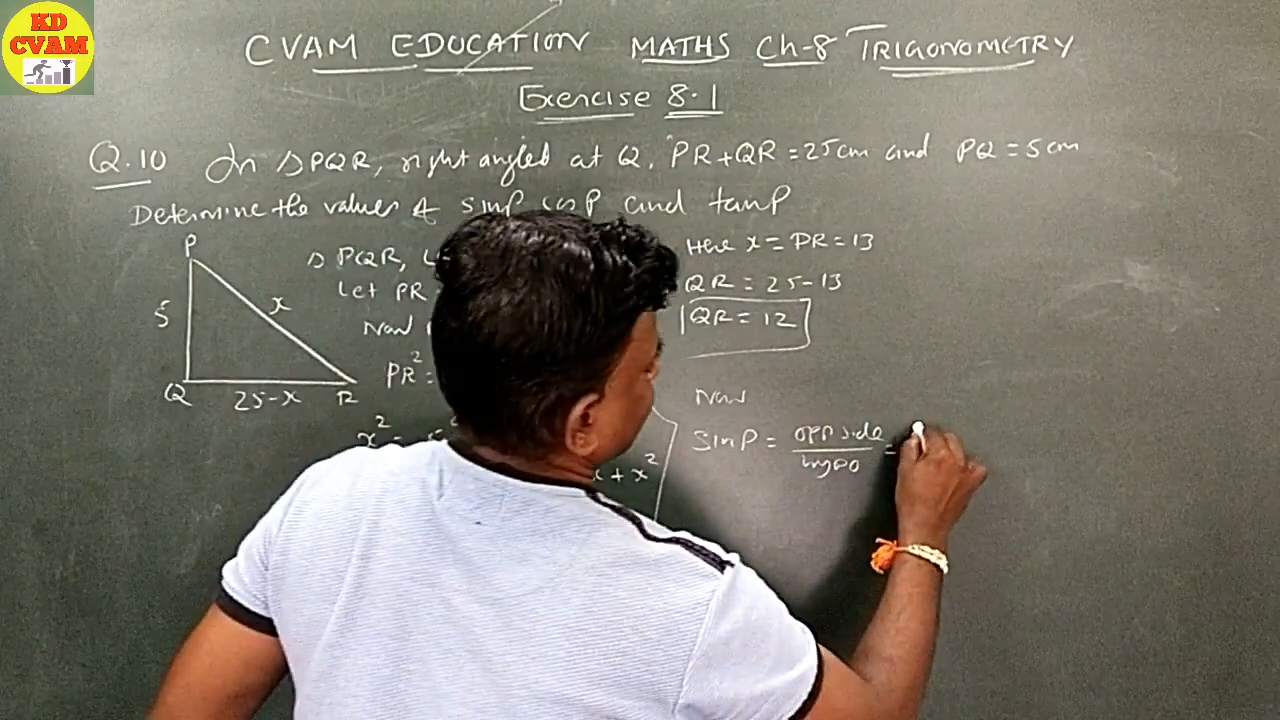 KD
CVAM
CVAM EDUCATION MATHS Ch-8 TRIGONOMETRY
Exercise 8.1
Q.10 In △PQR, right angled at Q, PR+QR=25cm and PQ=5cm
Determine the values of sinP cosP and tanP
P
5
x
Q
25-x
R
△ PQR,
Let PR
Now
PR²=
x² =
x + x²
Here x = PR = 13
QR = 25-13
QR = 12
Now
SinP = opp side / hypo =